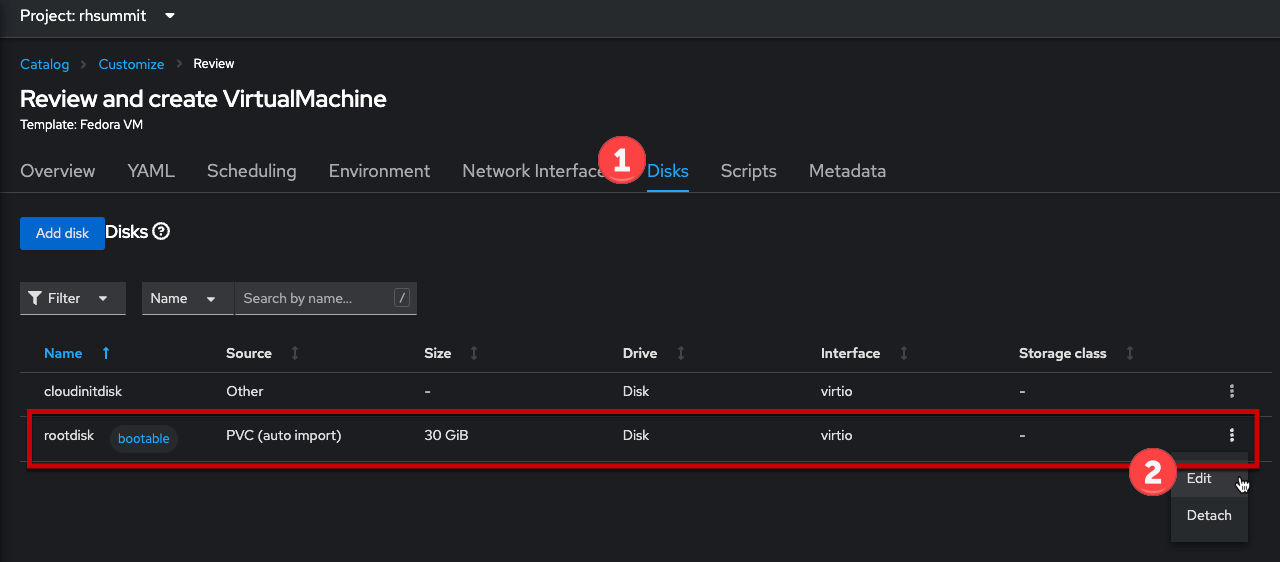 Project: rhsummit
Catalog Customize Review
Review and create VirtualMachine
Template: Fedora VM
Overview YAML Scheduling Environment Network Interface 1 Disks Scripts Metadata
Add disk Disks
Filter Name Search by name... /
Name Source Size Drive Interface Storage class
cloudinitdisk Other - Disk virtio -
rootdisk bootable PVC (auto import) 30 GiB Disk virtio -
2 Edit
Detach